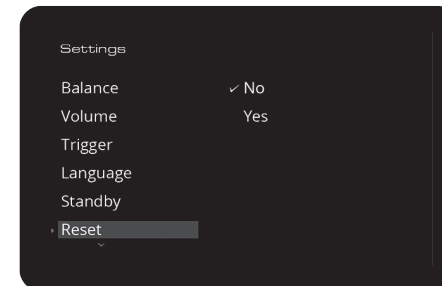 Settings
Balance
✓ No
Volume
Yes
Trigger
Language
Standby
Reset